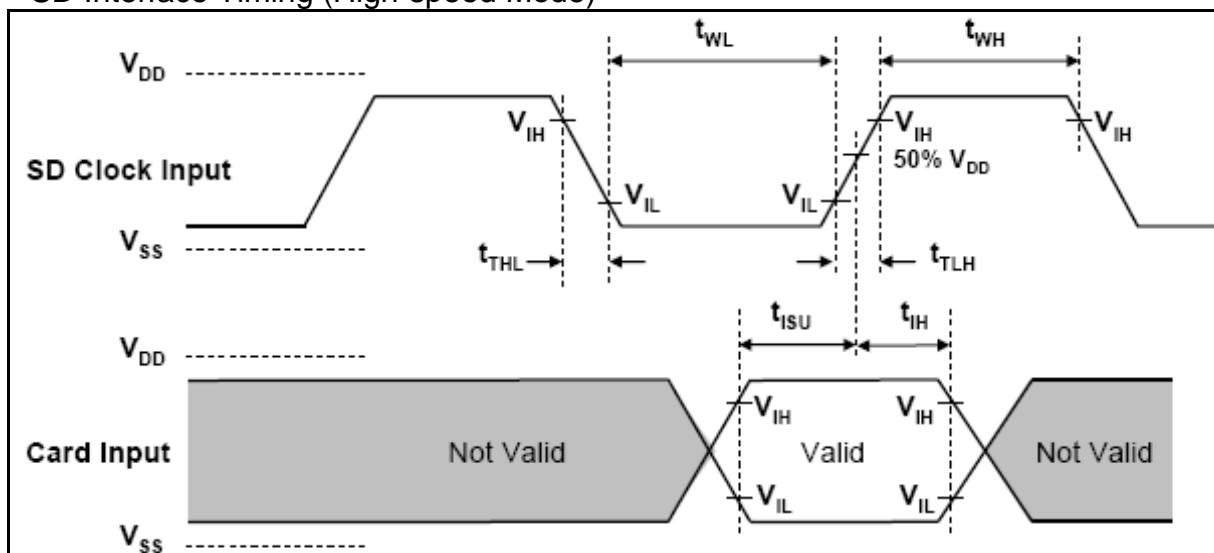 SD Interface Timing (High-speed Mode)
t_WL t_WH
V_DD
V_IH V_IH V_IH
50% V_DD
SD Clock Input
V_IL V_IL
V_SS
t_THL t_TLH
t_ISU t_IH
V_DD
V_IH V_IH
Card Input Not Valid Valid Not Valid
V_IL V_IL
V_SS